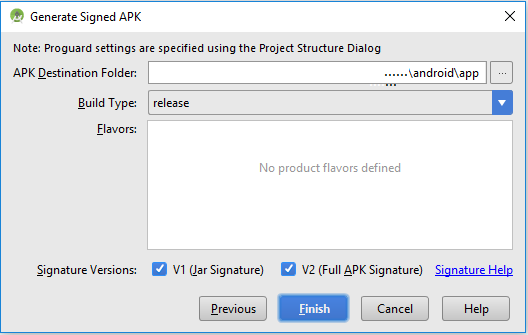 Generate Signed APK
Note: Proguard settings are specified using the Project Structure Dialog
APK Destination Folder: ......\android\app ...
Build Type: release
Flavors:
No product flavors defined
Signature Versions: V1 (Jar Signature) V2 (Full APK Signature) Signature Help
Previous Finish Cancel Help